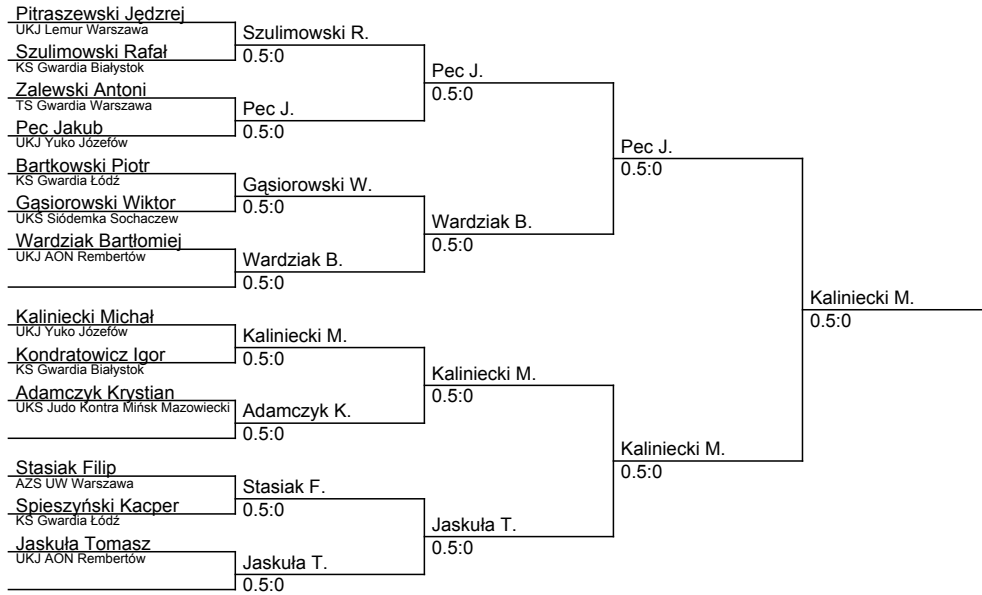 Pitraszewski Jędzrej
UKJ Lemur Warszawa
Szulimowski Rafał
KS Gwardia Białystok
Zalewski Antoni
TS Gwardia Warszawa
Pec Jakub
UKJ Yuko Józefów
Bartkowski Piotr
KS Gwardia Łódź
Gąsiorowski Wiktor
UKS Siódemka Sochaczew
Wardziak Bartłomiej
UKJ AON Rembertów
Kaliniecki Michał
UKJ Yuko Józefów
Kondratowicz Igor
KS Gwardia Białystok
Adamczyk Krystian
UKS Judo Kontra Mińsk Mazowiecki
Stasiak Filip
AZS UW Warszawa
Spieszyński Kacper
KS Gwardia Łódź
Jaskuła Tomasz
UKJ AON Rembertów
Szulimowski R.
0.5:0
Pec J.
0.5:0
Gąsiorowski W.
0.5:0
Wardziak B.
0.5:0
Kaliniecki M.
0.5:0
Adamczyk K.
0.5:0
Stasiak F.
0.5:0
Jaskuła T.
0.5:0
Pec J.
0.5:0
Wardziak B.
0.5:0
Kaliniecki M.
0.5:0
Jaskuła T.
0.5:0
Pec J.
0.5:0
Kaliniecki M.
0.5:0
Kaliniecki M.
0.5:0